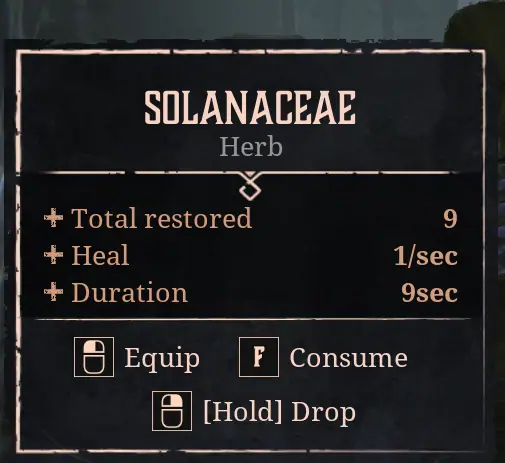 SOLANACEAE
Herb
Total restored 9
Heal 1/sec
Duration 9sec
Equip F Consume
[Hold] Drop